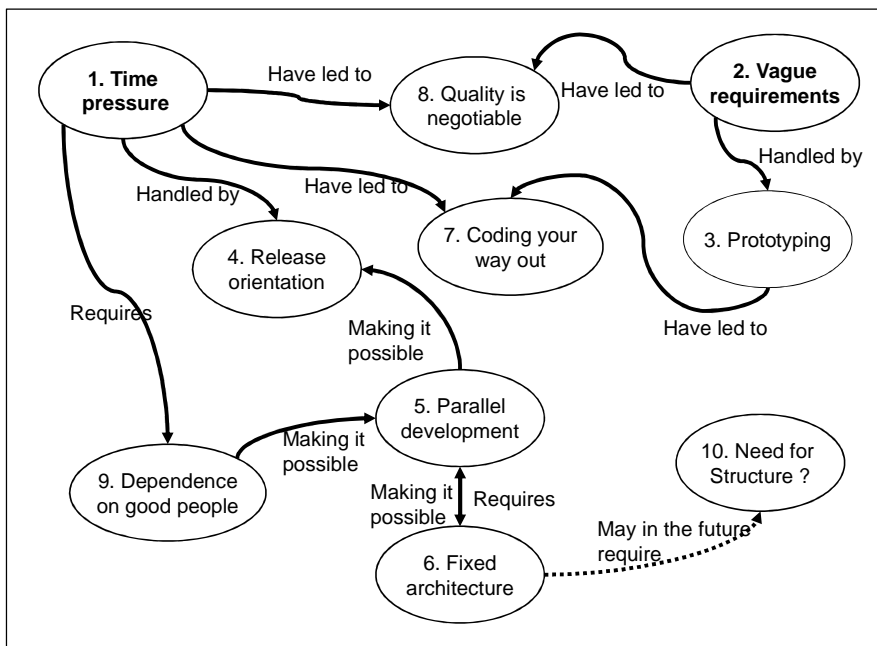 1. Time
pressure
Have led to
8. Quality is
negotiable
Have led to
2. Vague
requirements
Handled by
Handled by
Have led to
4. Release
orientation
7. Coding your
way out
3. Prototyping
Requires
Making it
possible
Have led to
5. Parallel
development
Making it
possible
9. Dependence
on good people
10. Need for
Structure ?
Making it
possible
Requires
6. Fixed
architecture
May in the future
require